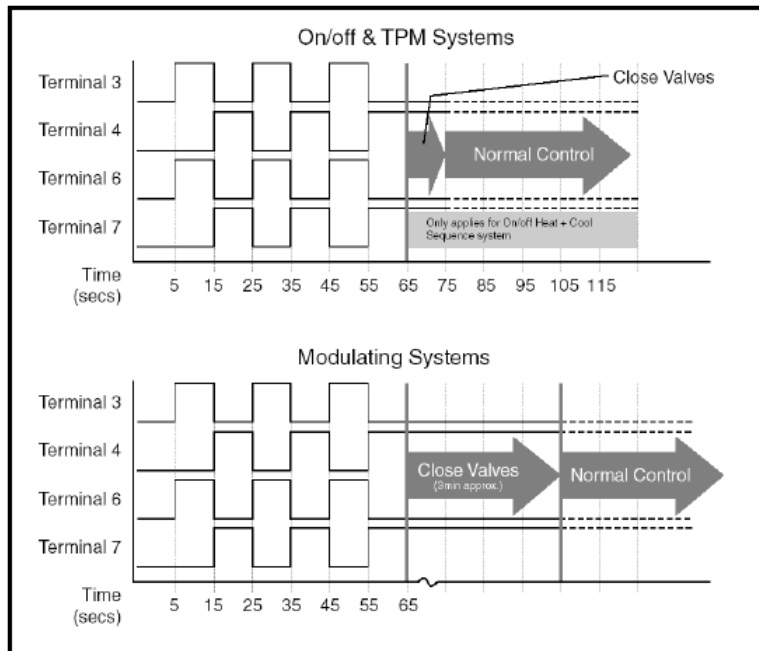 On/off & TPM Systems
Close Valves
Terminal 3
Terminal 4
Normal Control
Terminal 6
Terminal 7
Only applies for On/off Heat + Cool
Sequence system
Time
(secs)
5 15 25 35 45 55 65 75 85 95 105 115
Modulating Systems
Terminal 3
Terminal 4
Close Valves
(3min approx.)
Normal Control
Terminal 6
Terminal 7
Time
(secs)
5 15 25 35 45 55 65